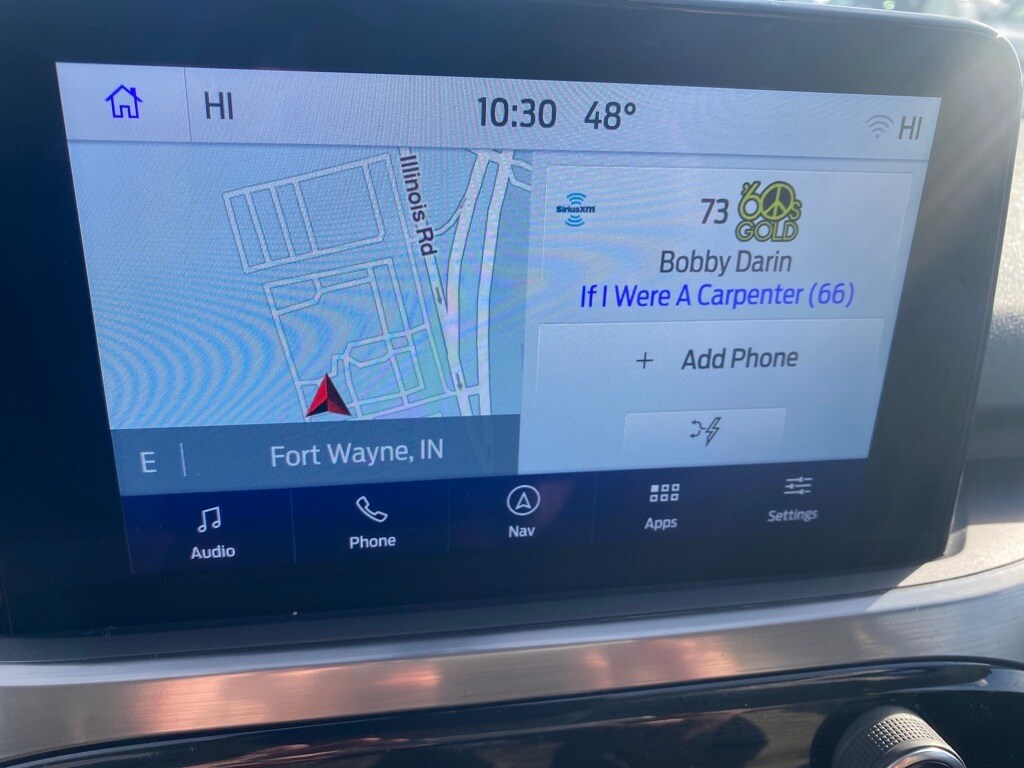 HI 10:30 48° HI
Illinois Rd
SiriusXM 73 '60s
GOLD
Bobby Darin
If I Were A Carpenter (66)
+ Add Phone
E | Fort Wayne, IN
Audio Phone Nav Apps Settings